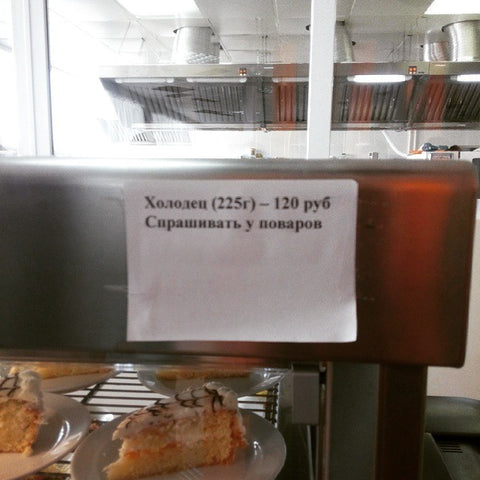 Холодец (225г) – 120 руб
Спрашивать у поваров